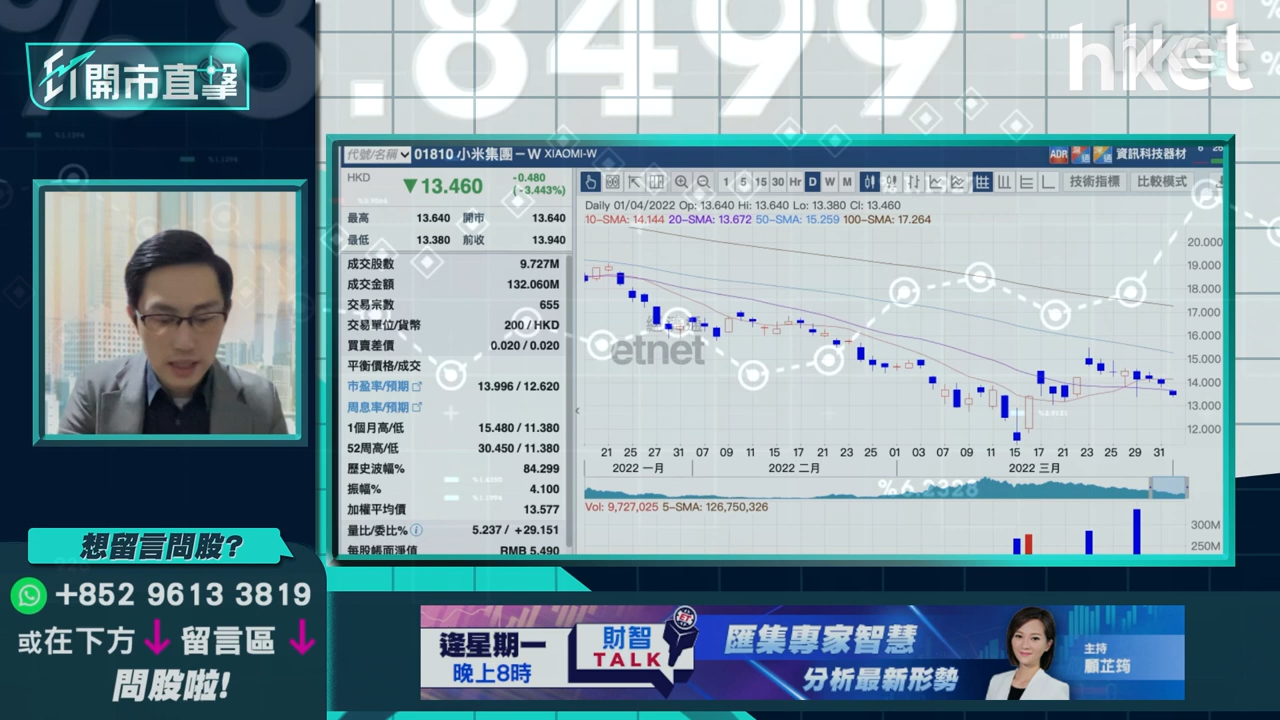 %8.8499
hket
ET開市直擊
代號/名稱 01810 小米集團－W XIAOMI-W
ADR 資訊科技器材
HKD
▼13.460
-0.480
(-3.443%)
最高 13.640 開市 13.640
最低 13.380 前收 13.940
成交股數 9.727M
成交金額 132.060M
交易宗數 655
交易單位/貨幣 200 / HKD
買賣差價 0.020 / 0.020
平衡價格/成交
市盈率/預期 13.996 / 12.620
周息率/預期
1個月高/低 15.480 / 11.380
52周高/低 30.450 / 11.380
歷史波幅% 84.299
振幅% 4.100
加權平均價 13.577
量比/委比% 5.237 / +29.151
每股帳面淨值 RMB 5.490
1 5 15 30 Hr D W M
技術指標 比較模式
Daily 01/04/2022 Op: 13.640 Hi: 13.640 Lo: 13.380 Cl: 13.460
10-SMA: 14.144 20-SMA: 13.672 50-SMA: 15.259 100-SMA: 17.264
20.000
19.000
18.000
17.000
16.000
15.000
14.000
13.000
12.000
etnet
21 25 27 31 07 09 11 15 17 21 23 25 01 03 07 09 11 15 17 21 23 25 29 31
2022 一月 2022 二月 2022 三月
%6.2328
Vol: 9,727,025 5-SMA: 126,750,326
300M
250M
想留言問股?
+852 9613 3819
或在下方 留言區
問股啦!
逢星期一
晚上8時
財智
TALK
匯集專家智慧
分析最新形勢
主持
顧芷筠